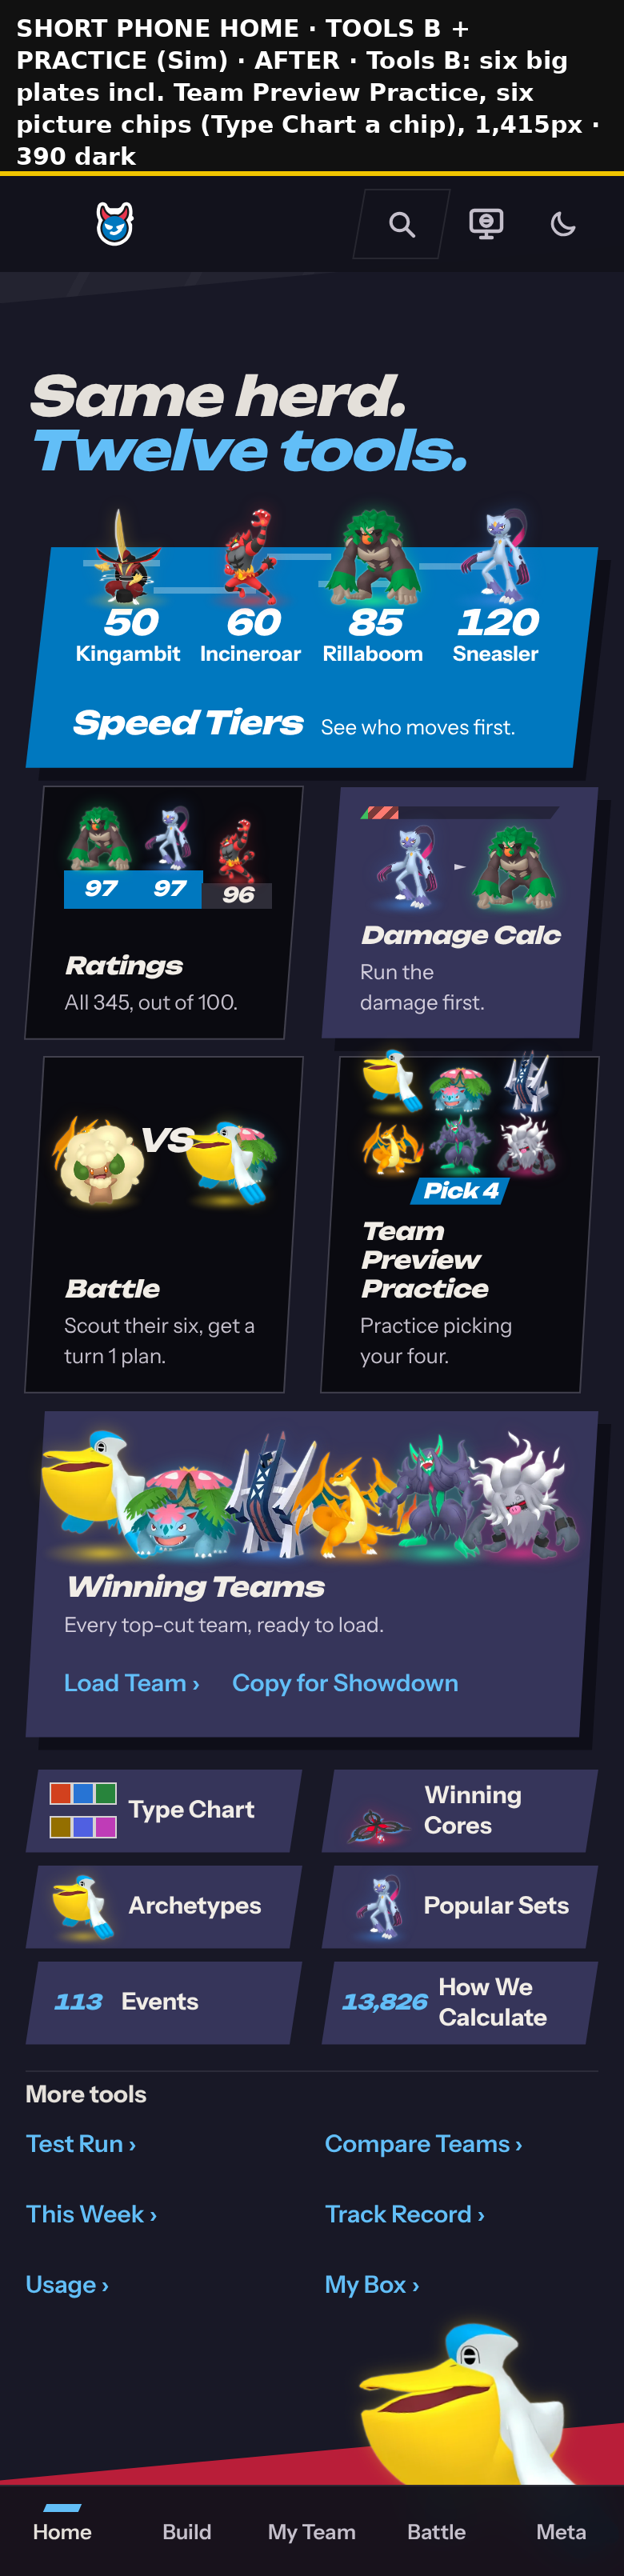 SHORT PHONE HOME · TOOLS B +
PRACTICE (Sim) · AFTER · Tools B: six big
plates incl. Team Preview Practice, six
picture chips (Type Chart a chip), 1,415px ·
390 dark
Same herd.
Twelve tools.
50 60 85 120
Kingambit Incineroar Rillaboom Sneasler
Speed Tiers See who moves first.
97 97 96
Ratings
All 345, out of 100.
Damage Calc
Run the
damage first.
VS
Battle
Scout their six, get a
turn 1 plan.
Pick 4
Team
Preview
Practice
Practice picking
your four.
Winning Teams
Every top-cut team, ready to load.
Load Team › Copy for Showdown
Type Chart
Winning
Cores
Archetypes
Popular Sets
113 Events
13,826 How We
Calculate
More tools
Test Run › Compare Teams ›
This Week › Track Record ›
Usage › My Box ›
Home Build My Team Battle Meta